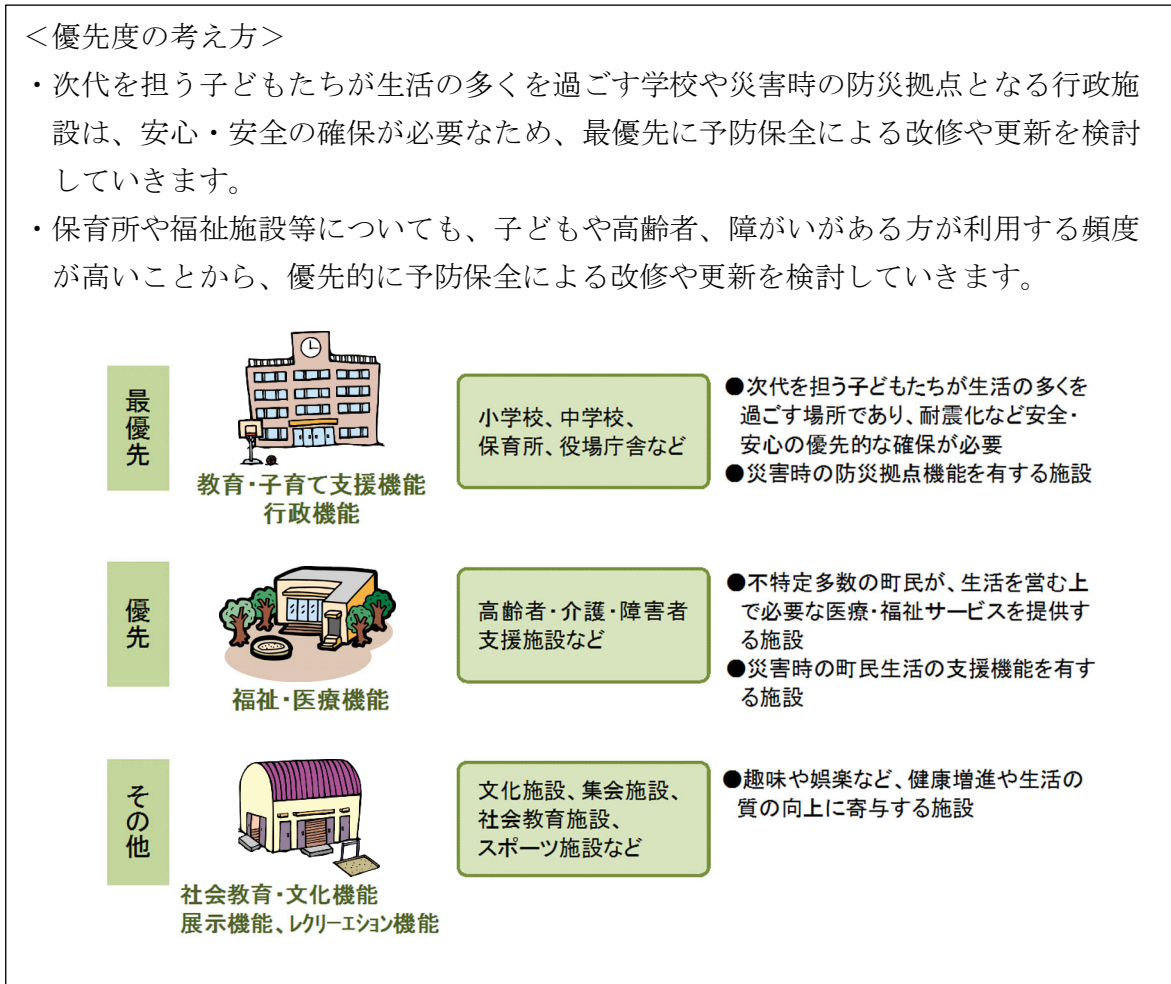 ＜優先度の考え方＞
・次代を担う子どもたちが生活の多くを過ごす学校や災害時の防災拠点となる行政施
設は、安心・安全の確保が必要なため、最優先に予防保全による改修や更新を検討
していきます。
・保育所や福祉施設等についても、子どもや高齢者、障がいがある方が利用する頻度
が高いことから、優先的に予防保全による改修や更新を検討していきます。
最優先
教育・子育て支援機能
行政機能
小学校、中学校、
保育所、役場庁舎など
●次代を担う子どもたちが生活の多くを
過ごす場所であり、耐震化など安全・
安心の優先的な確保が必要
●災害時の防災拠点機能を有する施設
優先
福祉・医療機能
高齢者・介護・障害者
支援施設など
●不特定多数の町民が、生活を営む上
で必要な医療・福祉サービスを提供す
る施設
●災害時の町民生活の支援機能を有す
る施設
その他
社会教育・文化機能
展示機能、レクリーエション機能
文化施設、集会施設、
社会教育施設、
スポーツ施設など
●趣味や娯楽など、健康増進や生活の
質の向上に寄与する施設